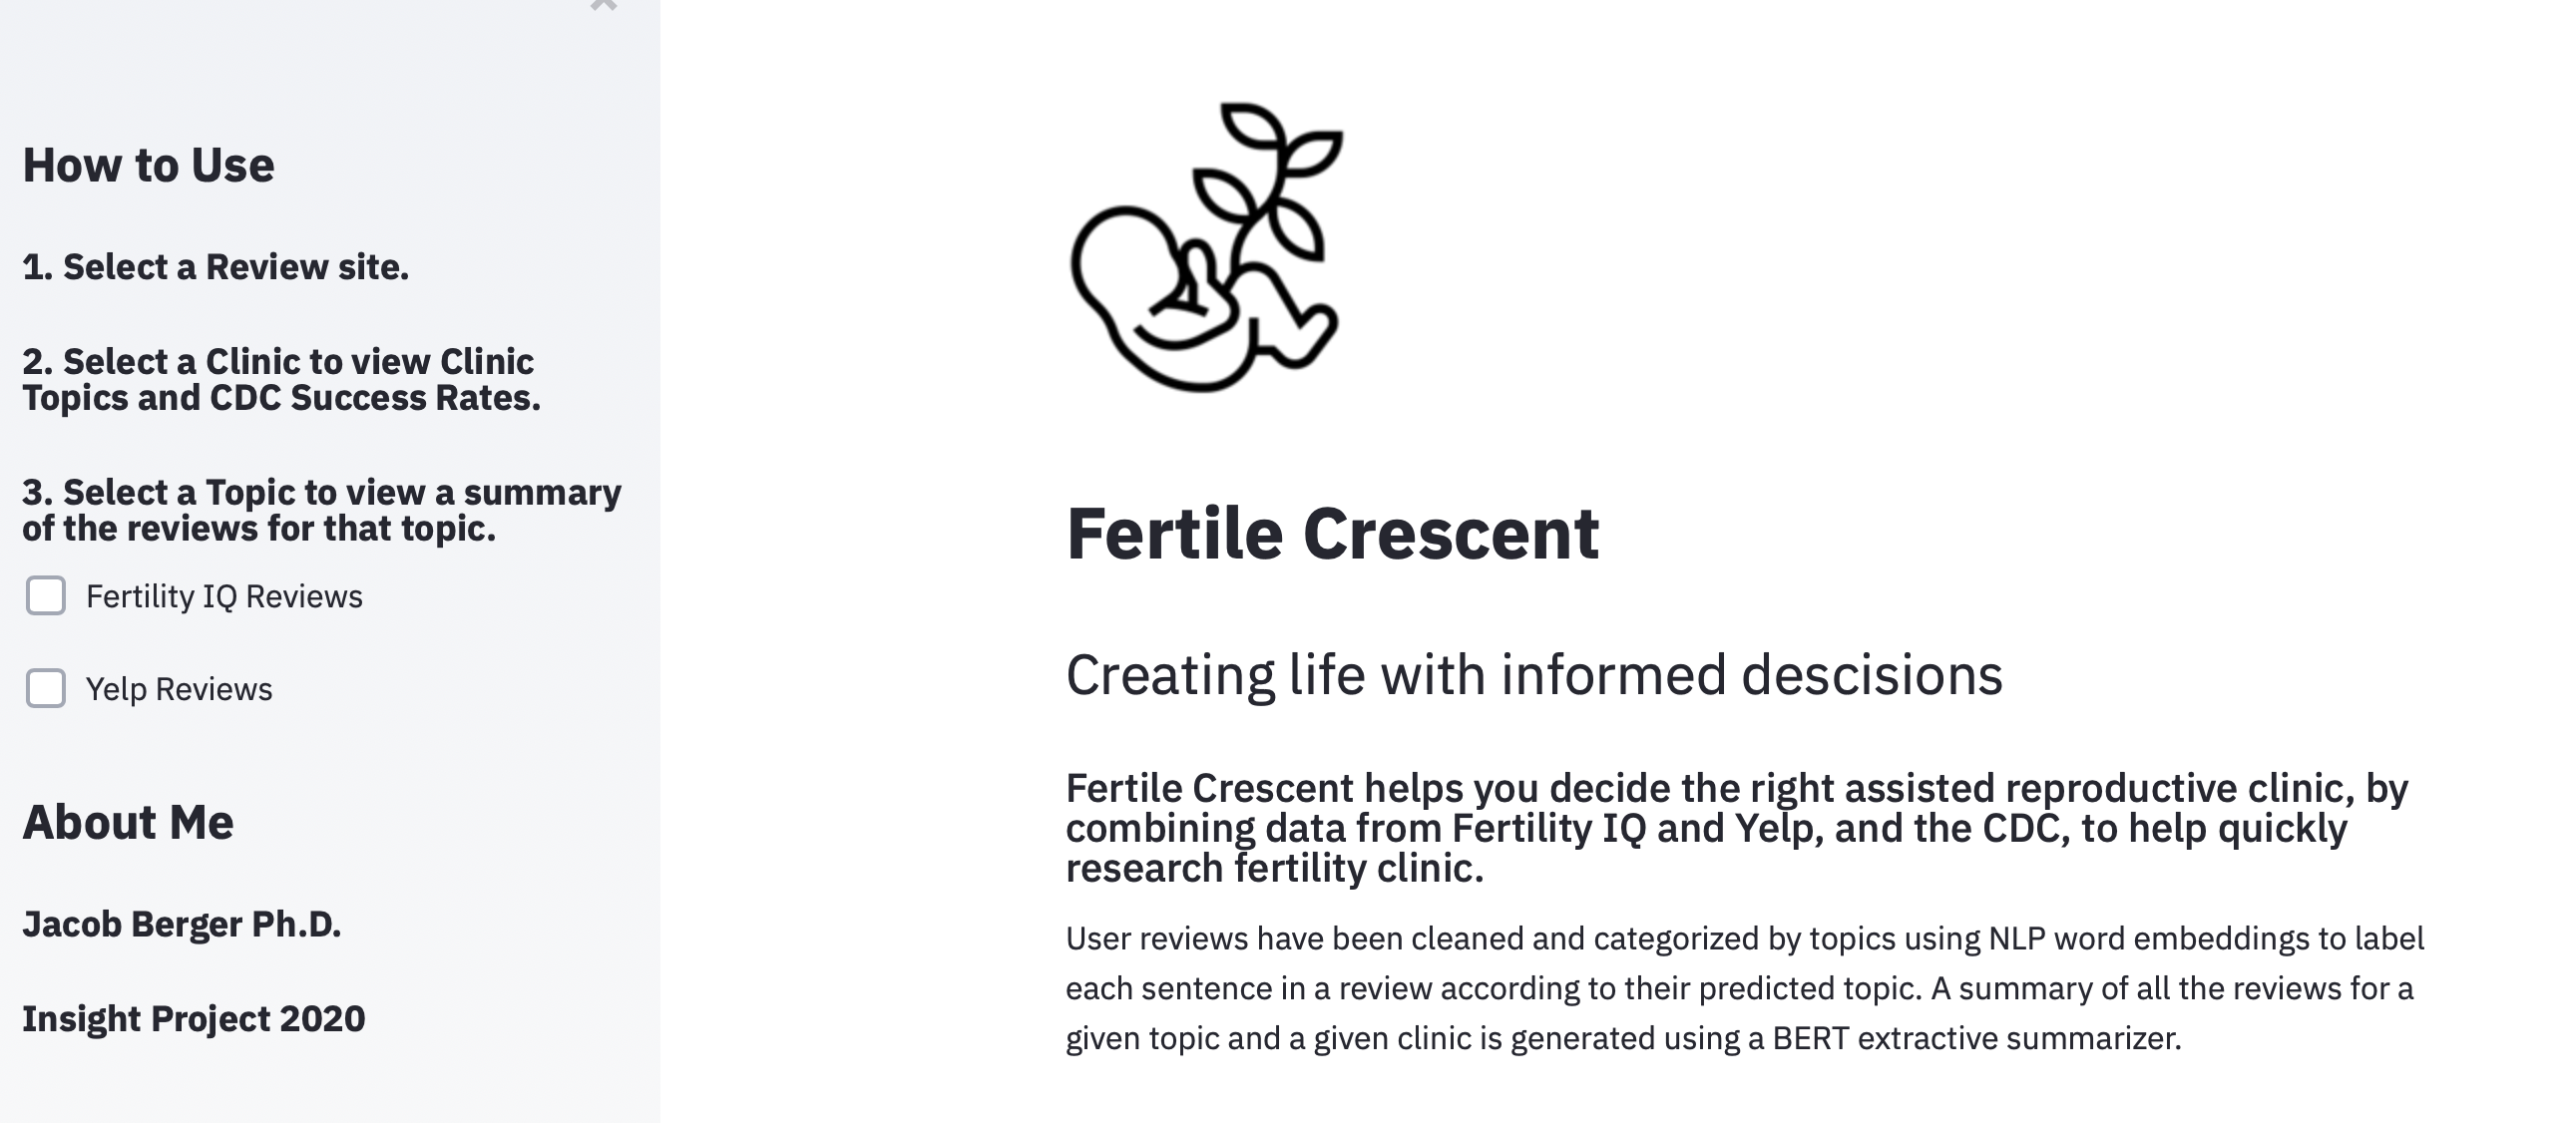 How to Use
1. Select a Review site.
2. Select a Clinic to view Clinic
Topics and CDC Success Rates.
3. Select a Topic to view a summary
of the reviews for that topic.
Fertility IQ Reviews
Yelp Reviews
About Me
Jacob Berger Ph.D.
Insight Project 2020
Fertile Crescent
Creating life with informed descisions
Fertile Crescent helps you decide the right assisted reproductive clinic, by
combining data from Fertility IQ and Yelp, and the CDC, to help quickly
research fertility clinic.
User reviews have been cleaned and categorized by topics using NLP word embeddings to label
each sentence in a review according to their predicted topic. A summary of all the reviews for a
given topic and a given clinic is generated using a BERT extractive summarizer.